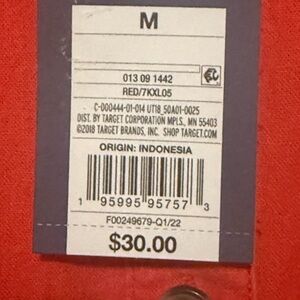 M
013 09 1442
RED/7KXL05
C-000444-01-014 UT18_50A01-0025
DIST. BY TARGET CORPORATION MPLS., MN 55403
©2018 TARGET BRANDS, INC. SHOP TARGET.COM
ORIGIN: INDONESIA
1 95995 95757 3
F00249679-Q1/22
$30.00